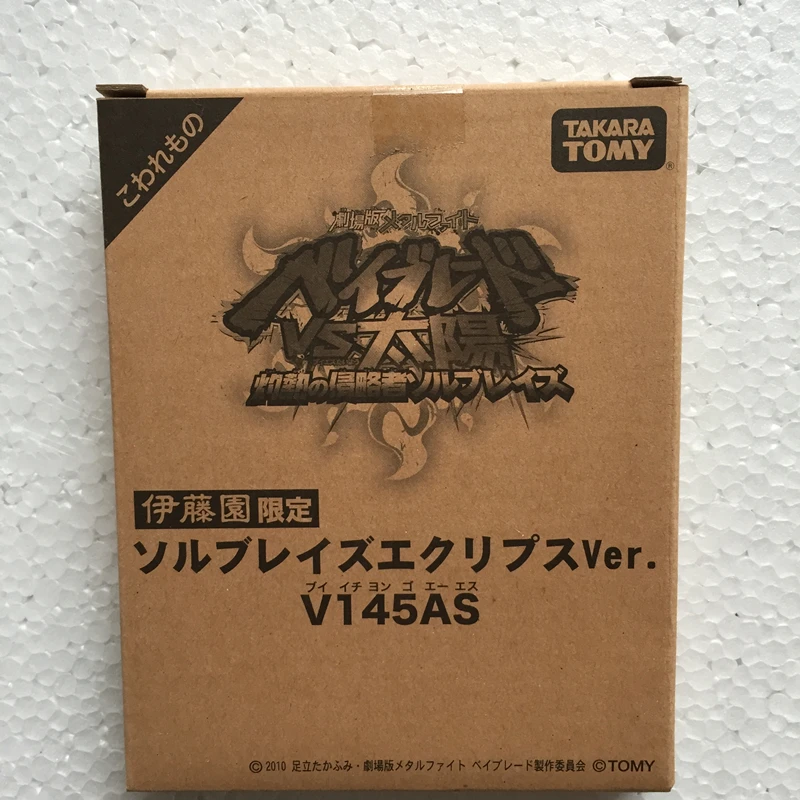 こわれもの
TAKARA
TOMY®
劇場版メタルファイト
ベイブレード
VS太陽
灼熱の侵略者ソルブレイズ
伊藤園限定
ソルブレイズエクリプスVer.
ブイ イチ ヨン ゴ エー エス
V145AS
©2010 足立たかふみ・劇場版メタルファイト ベイブレード製作委員会 ©TOMY